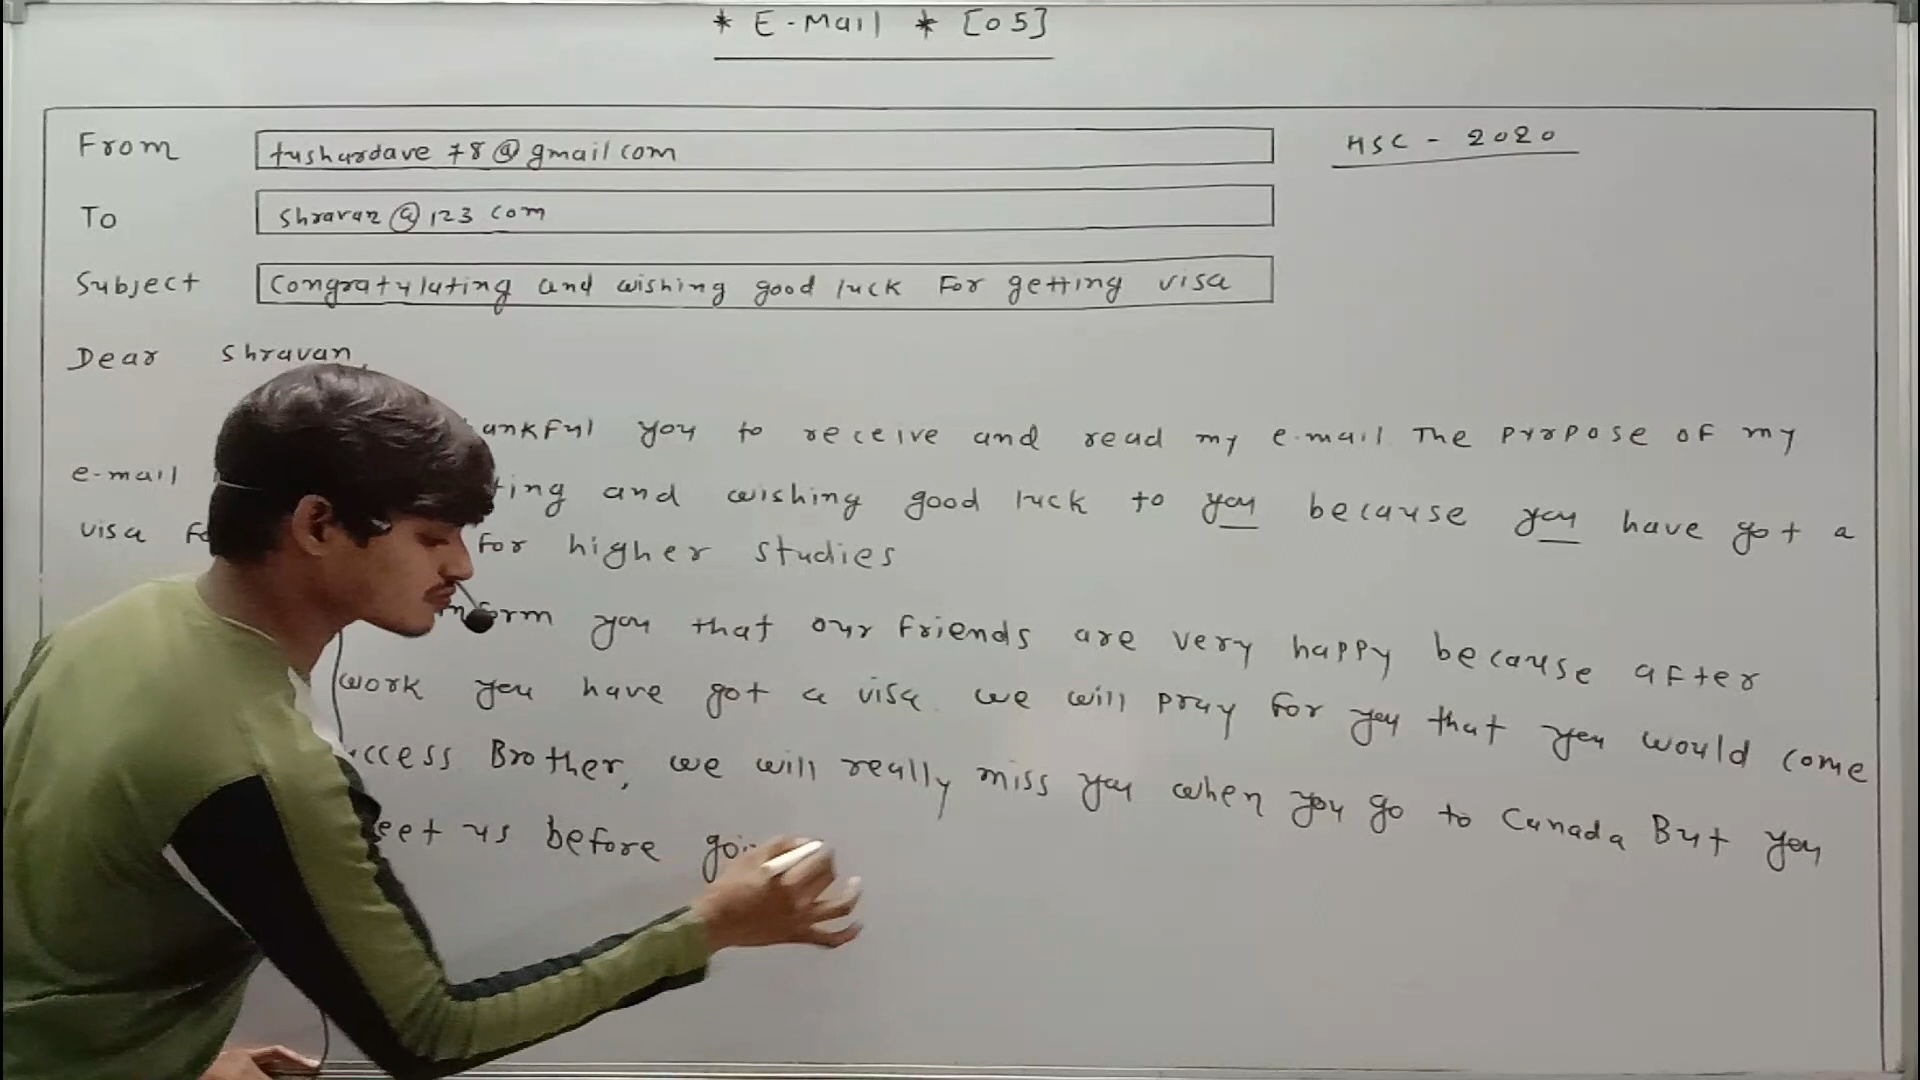 * E-Mail * [05]
From tushardave 78@gmail com HSC - 2020
To Shravan@123 com
Subject Congratulating and wishing good luck For getting visa
Dear Shravan,
ankful you to receive and read my e-mail The purpose of my
e-mail ting and wishing good luck to you because you have got a
visa Fo for higher studies
nform you that our friends are very happy because after
work you have got a visa we will pray for you that you would come
ccess Brother, we will really miss you when you go to Canada But you
eet us before goi